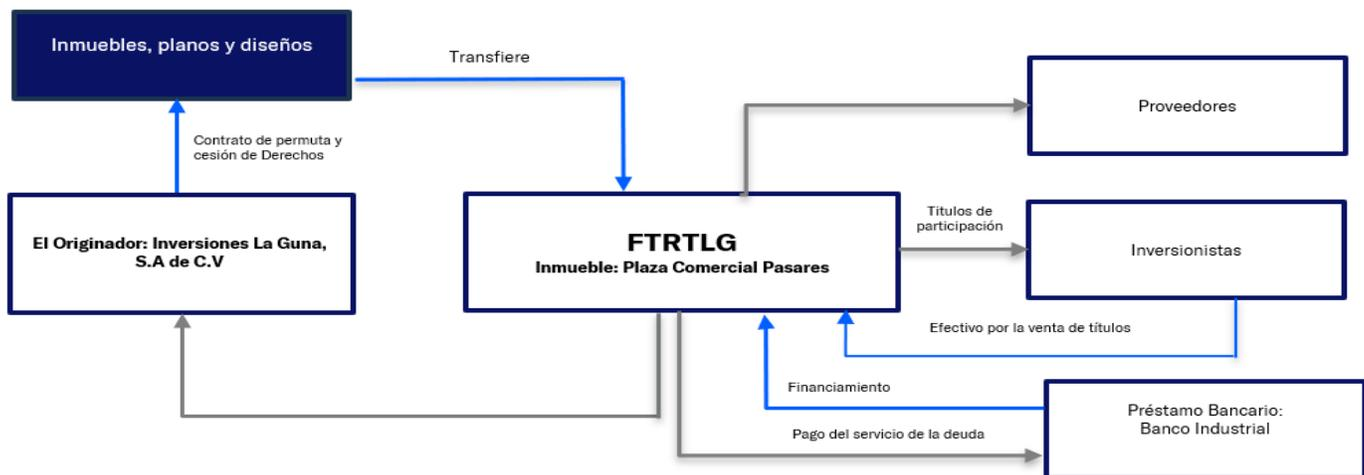 Inmuebles, planos y diseños
Transfiere
Proveedores
Contrato de permuta y
cesión de Derechos
El Originador: Inversiones La Guna,
S.A de C.V
FTRTLG
Inmueble: Plaza Comercial Pasares
Títulos de
participación
Inversionistas
Efectivo por la venta de títulos
Financiamiento
Préstamo Bancario:
Banco Industrial
Pago del servicio de la deuda